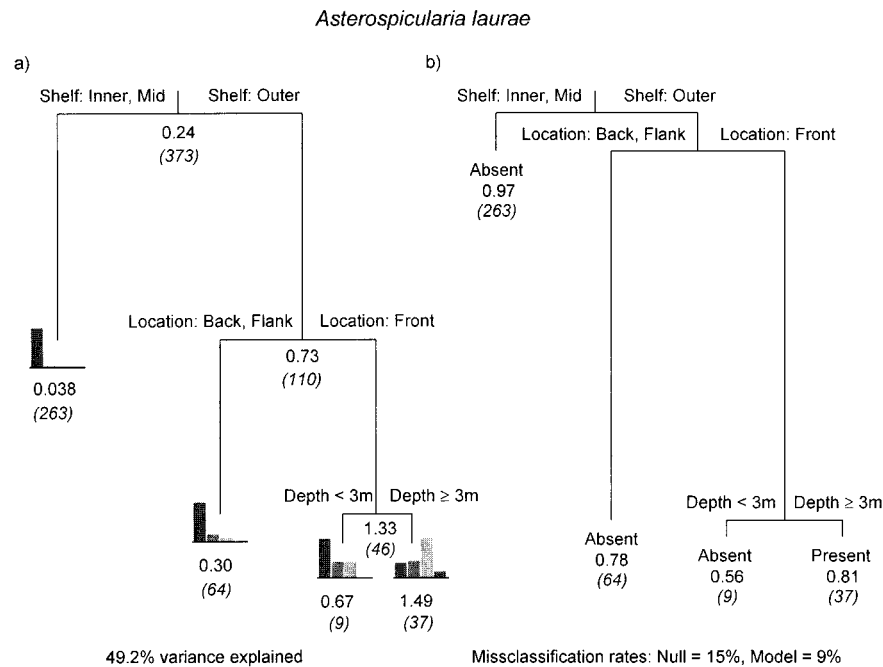 Asterospicularia laurae
a)
Shelf: Inner, Mid
Shelf: Outer
0.24
(373)
Location: Back, Flank
Location: Front
0.73
(110)
0.038
(263)
Depth < 3m
Depth ≥ 3m
1.33
(46)
0.30
(64)
0.67
(9)
1.49
(37)
49.2% variance explained
b)
Shelf: Inner, Mid
Shelf: Outer
Location: Back, Flank
Location: Front
Absent
0.97
(263)
Depth < 3m
Depth ≥ 3m
Absent
0.78
(64)
Absent
0.56
(9)
Present
0.81
(37)
Missclassification rates: Null = 15%, Model = 9%